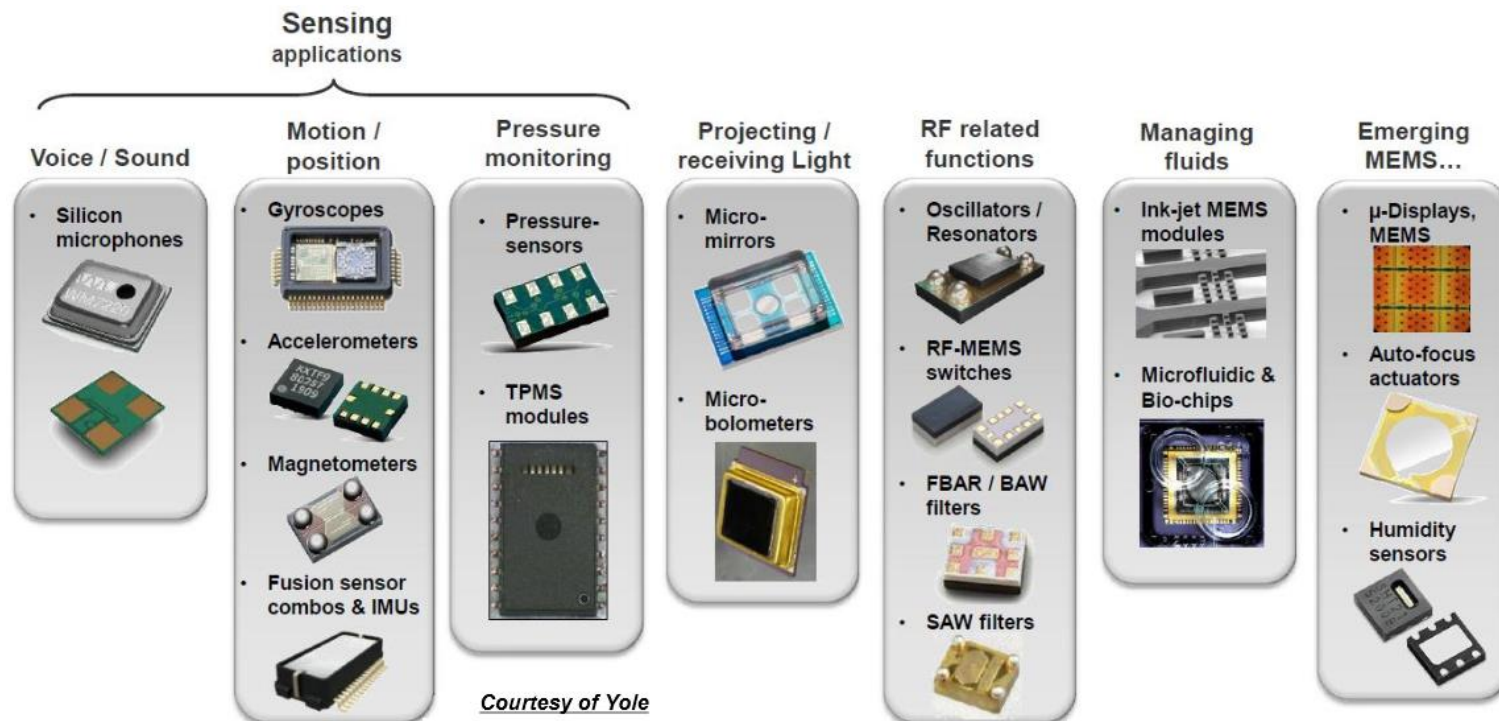 Sensing
applications
Voice / Sound
• Silicon
microphones
Motion /
position
• Gyroscopes
• Accelerometers
KXTF9
80257
1909
• Magnetometers
• Fusion sensor
combos & IMUs
Pressure
monitoring
• Pressure-
sensors
• TPMS
modules
Projecting /
receiving Light
• Micro-
mirrors
• Micro-
bolometers
RF related
functions
• Oscillators /
Resonators
• RF-MEMS
switches
• FBAR / BAW
filters
• SAW filters
Managing
fluids
• Ink-jet MEMS
modules
• Microfluidic &
Bio-chips
Emerging
MEMS…
• µ-Displays,
MEMS
• Auto-focus
actuators
• Humidity
sensors
Courtesy of Yole